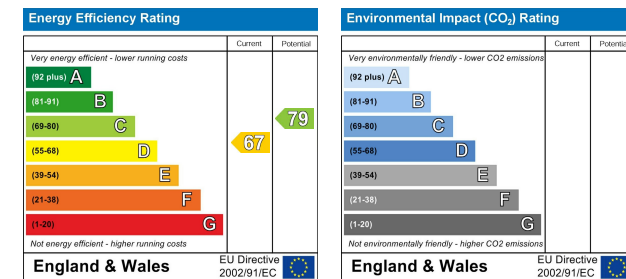 Energy Efficiency Rating
Current Potential
Very energy efficient - lower running costs
(92 plus) A
(81-91) B
(69-80) C
79
(55-68) D
67
(39-54) E
(21-38) F
(1-20) G
Not energy efficient - higher running costs
England & Wales
EU Directive
2002/91/EC
Environmental Impact (CO2) Rating
Current Potential
Very environmentally friendly - lower CO2 emissions
(92 plus) A
(81-91) B
(69-80) C
(55-68) D
(39-54) E
(21-38) F
(1-20) G
Not environmentally friendly - higher CO2 emissions
England & Wales
EU Directive
2002/91/EC